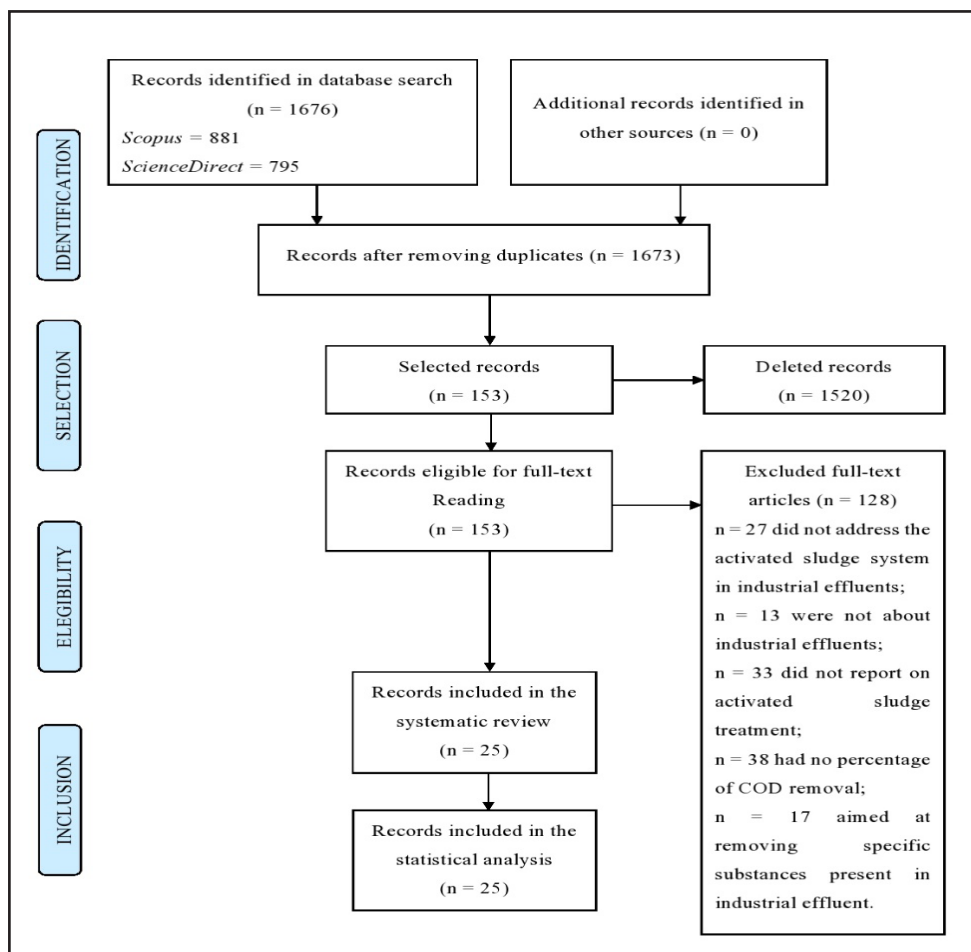 Records identified in database search
(n = 1676)
Scopus = 881
ScienceDirect = 795
Additional records identified in
other sources (n = 0)
IDENTIFICATION
Records after removing duplicates (n = 1673)
SELECTION
Selected records
(n = 153)
Deleted records
(n = 1520)
Records eligible for full-text
Reading
(n = 153)
Excluded full-text
articles (n = 128)
n = 27 did not address the
activated sludge system
in industrial effluents;
n = 13 were not about
industrial effluents;
n = 33 did not report on
activated sludge
treatment;
n = 38 had no percentage
of COD removal;
n = 17 aimed at
removing specific
substances present in
industrial effluent.
ELEGIBILITY
Records included in the
systematic review
(n = 25)
INCLUSION
Records included in the
statistical analysis
(n = 25)